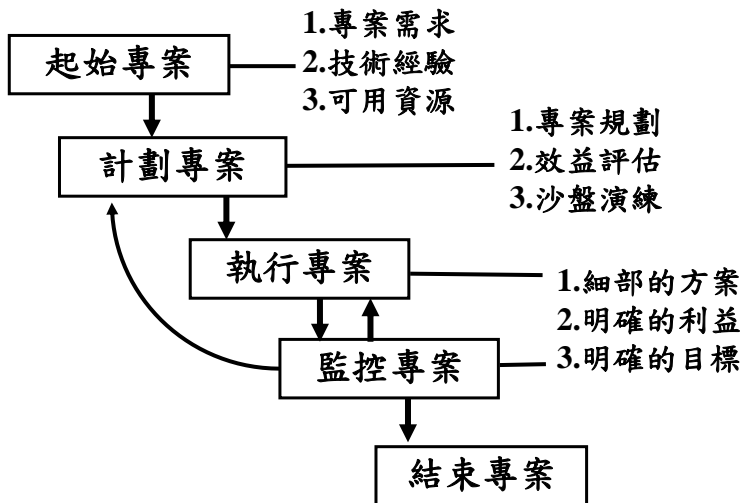 起始專案
1.專案需求
2.技術經驗
3.可用資源
計劃專案
1.專案規劃
2.效益評估
3.沙盤演練
執行專案
1.細部的方案
2.明確的利益
3.明確的目標
監控專案
結束專案